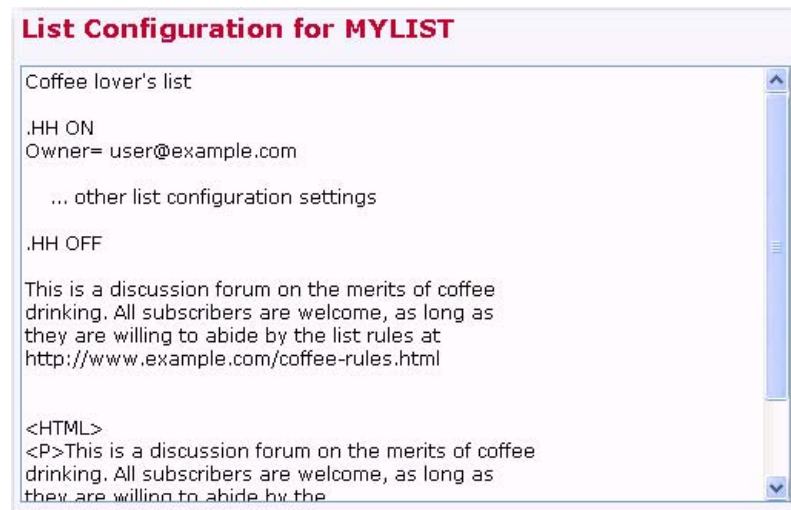 List Configuration for MYLIST
Coffee lover's list
.HH ON
Owner= user@example.com
... other list configuration settings
.HH OFF
This is a discussion forum on the merits of coffee
drinking. All subscribers are welcome, as long as
they are willing to abide by the list rules at
http://www.example.com/coffee-rules.html
<HTML>
<P>This is a discussion forum on the merits of coffee
drinking. All subscribers are welcome, as long as
they are willing to abide by the